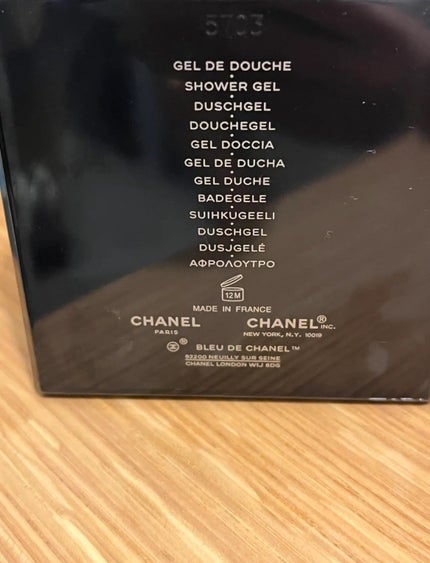 5703
GEL DE DOUCHE
SHOWER GEL
DUSCHGEL
DOUCHEGEL
GEL DOCCIA
GEL DE DUCHA
GEL DUCHE
BADEGELE
SUIHKUGEELI
DUSCHGEL
DUSJGELÉ
ΑΦΡΟΛΟΥΤΡΟ
12M
MADE IN FRANCE
CHANEL CHANEL® INC.
PARIS NEW YORK, N.Y. 10019
® BLEU DE CHANEL™
92200 NEUILLY SUR SEINE
CHANEL LONDON W1J 6DG